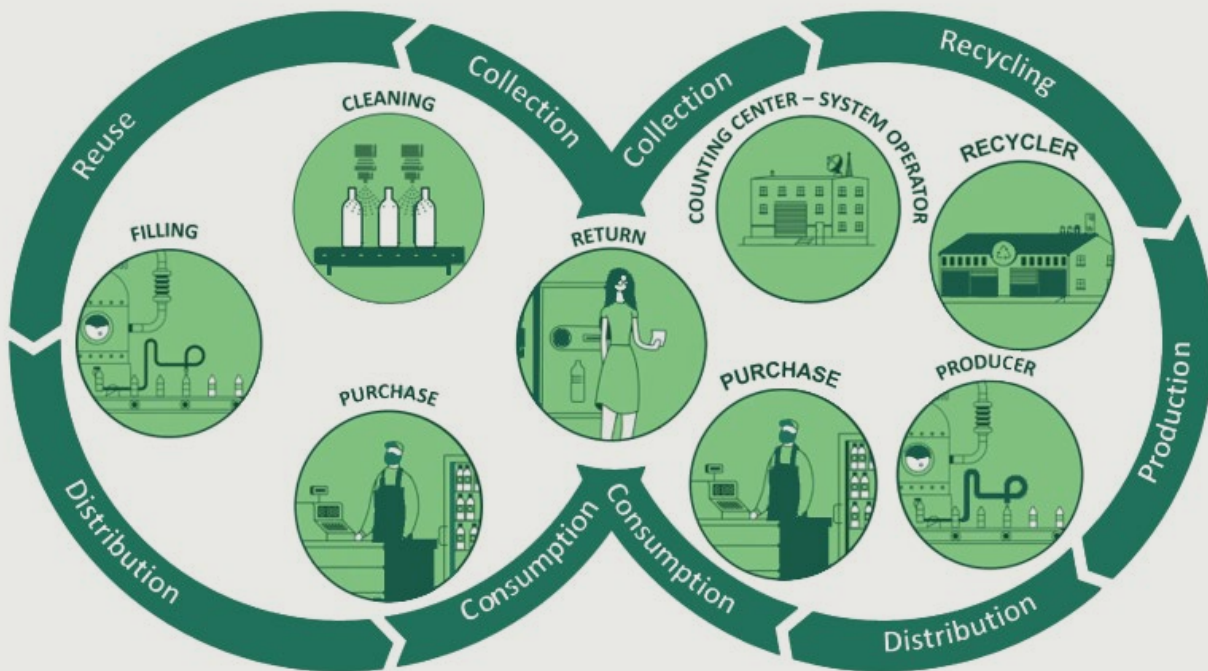 Reuse
Collection
Collection
Recycling
CLEANING
COUNTING CENTER – SYSTEM OPERATOR
RECYCLER
FILLING
RETURN
PURCHASE
PURCHASE
PRODUCER
Production
Distribution
Consumption
Consumption
Distribution